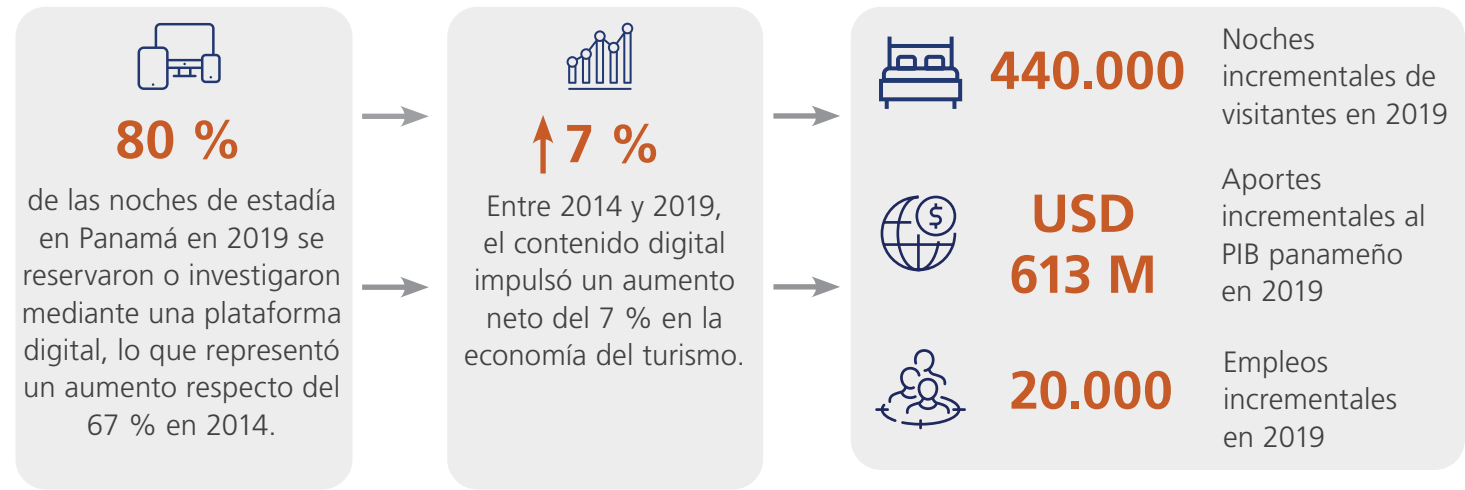 80 %
de las noches de estadía
en Panamá en 2019 se
reservaron o investigaron
mediante una plataforma
digital, lo que representó
un aumento respecto del
67 % en 2014.
7 %
Entre 2014 y 2019,
el contenido digital
impulsó un aumento
neto del 7 % en la
economía del turismo.
440.000
Noches
incrementales de
visitantes en 2019
$
USD
613 M
Aportes
incrementales al
PIB panameño
en 2019
20.000
Empleos
incrementales
en 2019